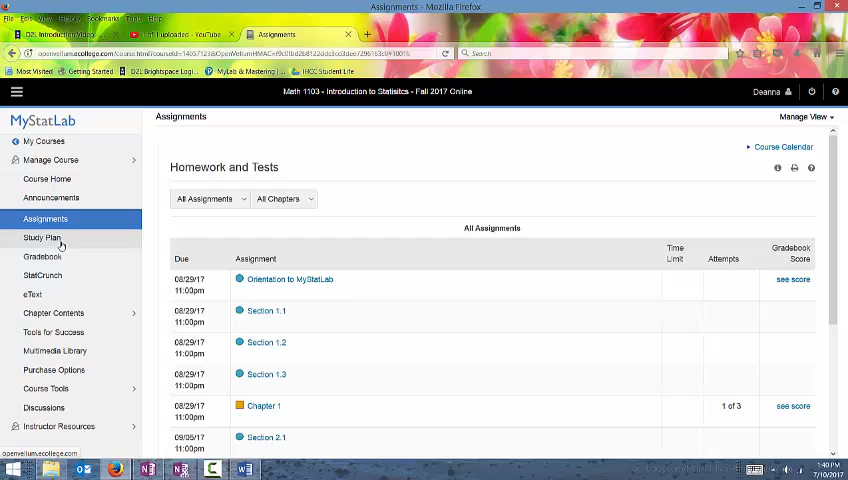 Assignments - Mozilla Firefox
File Edit View History Bookmarks Tools Help
D2L Introduction Video
1 of 1 uploaded - YouTube
Assignments
openvellum.ecollege.com/course.html?courseId=14057123&OpenVellumHMAC=
Search
Most Visited Getting Started D2L Brightspace Logi... MyLab & Mastering | ... IHCC Student Life
Math 1103 - Introduction to Statisitcs - Fall 2017 Online
Deanna
MyStatLab
My Courses
Manage Course
Course Home
Announcements
Assignments
Study Plan
Gradebook
StatCrunch
eText
Chapter Contents
Tools for Success
Multimedia Library
Purchase Options
Course Tools
Discussions
Instructor Resources
openvellum.ecollege.com
Assignments
Manage View
Course Calendar
Homework and Tests
All Assignments All Chapters
All Assignments
Due Assignment Time Limit Attempts Gradebook Score
08/29/17 11:00pm Orientation to MyStatLab see score
08/29/17 11:00pm Section 1.1
08/29/17 11:00pm Section 1.2
08/29/17 11:00pm Section 1.3
08/29/17 11:00pm Chapter 1 1 of 3 see score
09/05/17 11:00pm Section 2.1
1:40 PM
7/10/2017